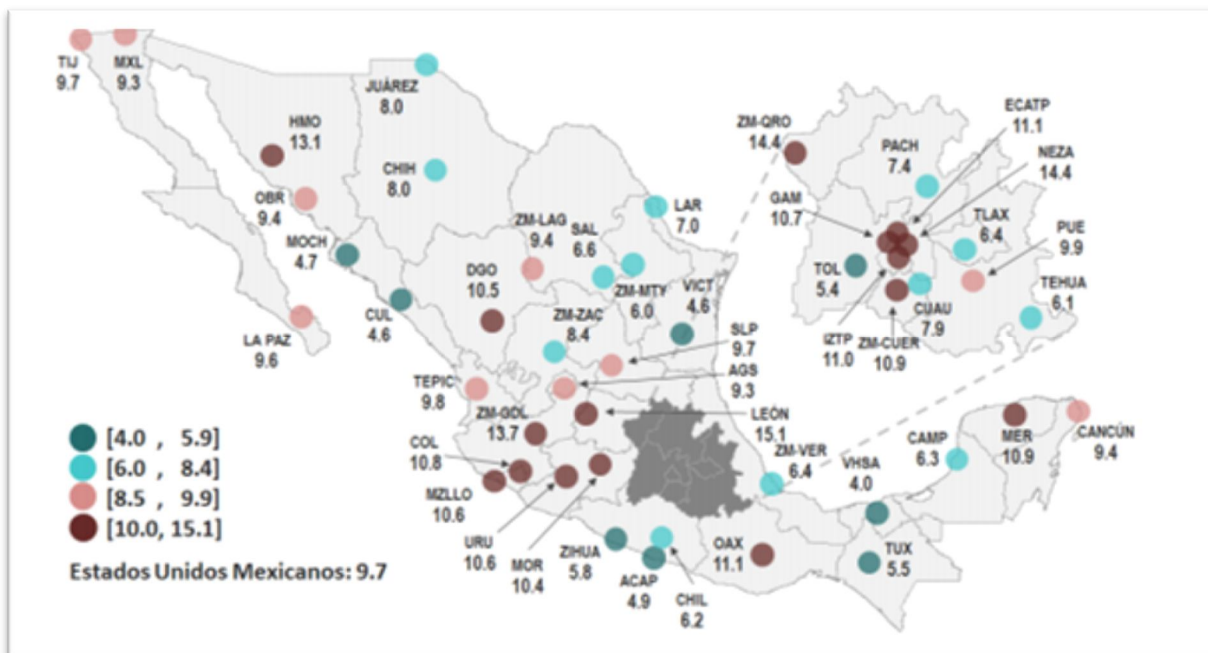 TIJ
9.7
MXL
9.3
JUÁREZ
8.0
HMO
13.1
CHIH
8.0
OBR
9.4
MOCH
4.7
CUL
4.6
LA PAZ
9.6
ZM-LAG
9.4
SAL
6.6
LAR
7.0
DGO
10.5
ZM-MTY
6.0
VICT
4.6
ZM-ZAC
8.4
SLP
9.7
AGS
9.3
TEPIC
9.8
ZM-GDL
13.7
LEÓN
15.1
COL
10.8
MZLLO
10.6
URU
10.6
MOR
10.4
ZIHUA
5.8
ACAP
4.9
CHIL
6.2
OAX
11.1
ZM-VER
6.4
VHSA
4.0
TUX
5.5
CAMP
6.3
MER
10.9
CANCÚN
9.4
ZM-QRO
14.4
PACH
7.4
ECATP
11.1
NEZA
14.4
GAM
10.7
TLAX
6.4
PUE
9.9
TOL
5.4
TEHUA
6.1
CUAU
7.9
IZTP
11.0
ZM-CUER
10.9
[4.0 , 5.9]
[6.0 , 8.4]
[8.5 , 9.9]
[10.0, 15.1]
Estados Unidos Mexicanos: 9.7